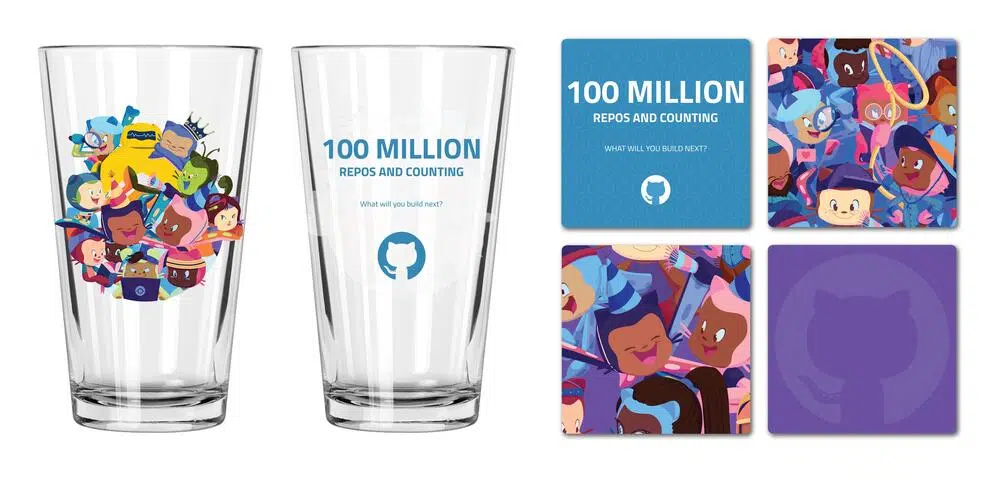 100 MILLION
REPOS AND COUNTING
What will you build next?
100 MILLION
REPOS AND COUNTING
WHAT WILL YOU BUILD NEXT?